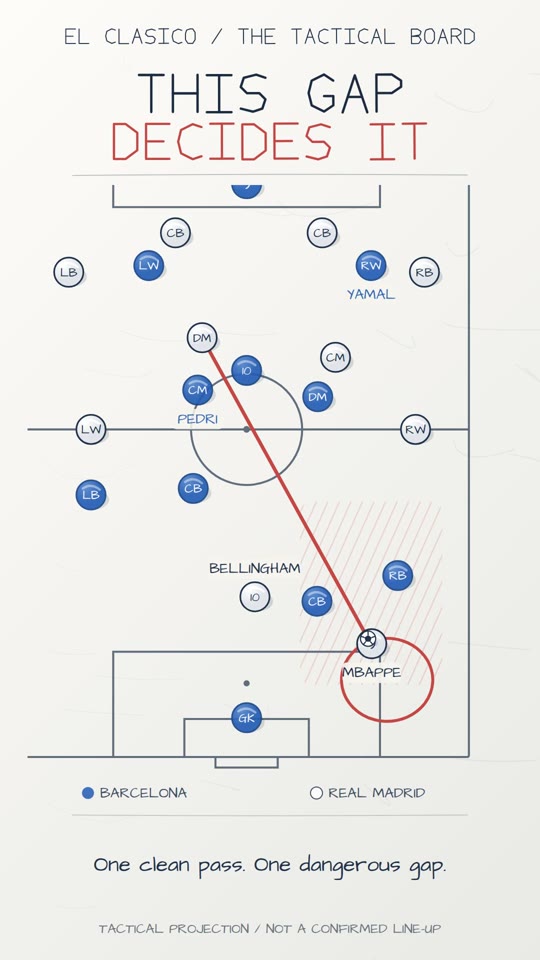 EL CLASICO / THE TACTICAL BOARD
THIS GAP
DECIDES IT
CB
CB
LB
LW
RW
RB
YAMAL
DM
CM
10
CM
DM
PEDRI
LW
RW
LB
CB
BELLINGHAM
10
CB
RB
MBAPPE
GK
BARCELONA
REAL MADRID
One clean pass. One dangerous gap.
TACTICAL PROJECTION / NOT A CONFIRMED LINE-UP